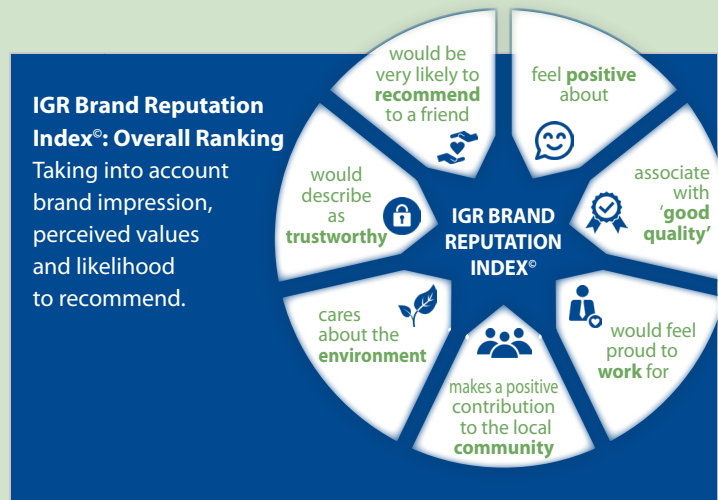 IGR Brand Reputation
Index©: Overall Ranking
Taking into account
brand impression,
perceived values
and likelihood
to recommend.
would be
very likely to
recommend
to a friend
feel positive
about
associate
with
‘good
quality’
would feel
proud to
work for
makes a positive
contribution
to the local
community
cares
about the
environment
would
describe
as
trustworthy
IGR BRAND
REPUTATION
INDEX©